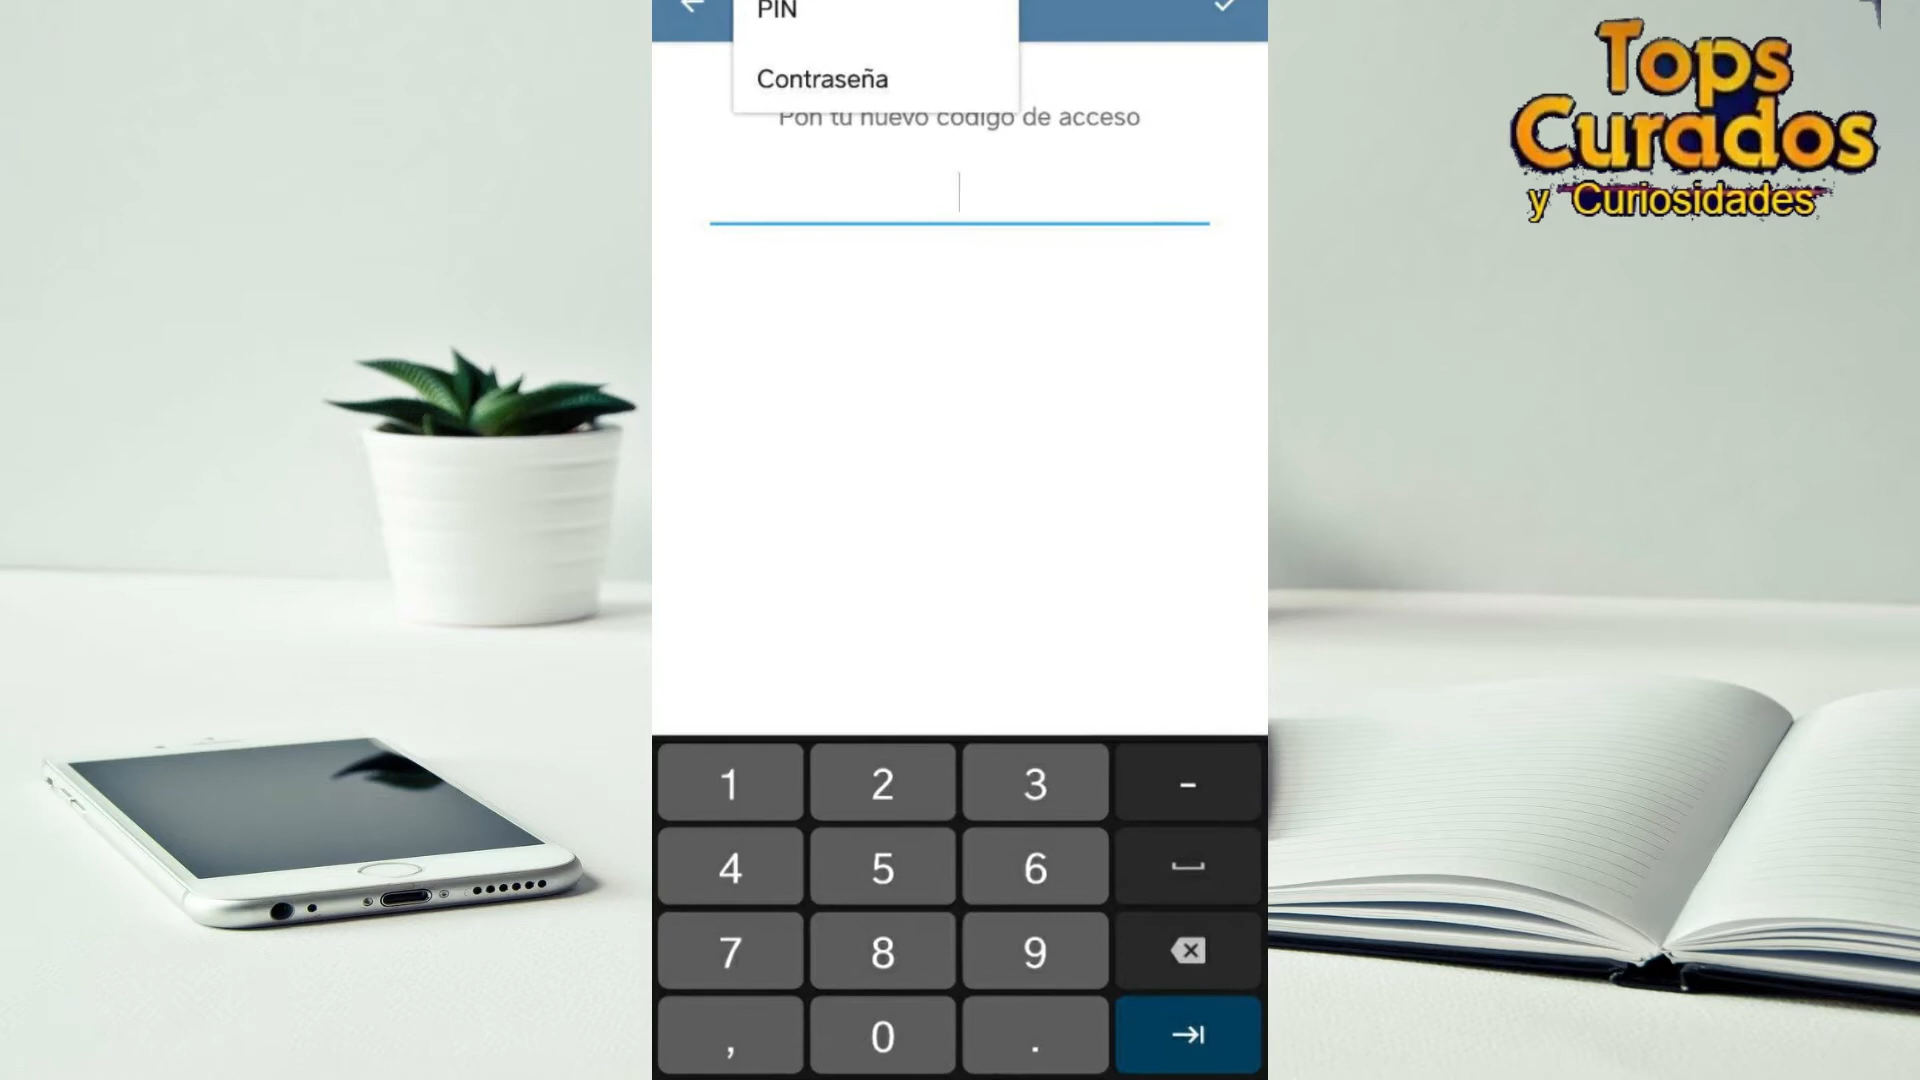 PIN
Contraseña
Pon tu nuevo código de acceso
1 2 3 -
4 5 6
7 8 9
, 0 .
Tops
Curados
y Curiosidades